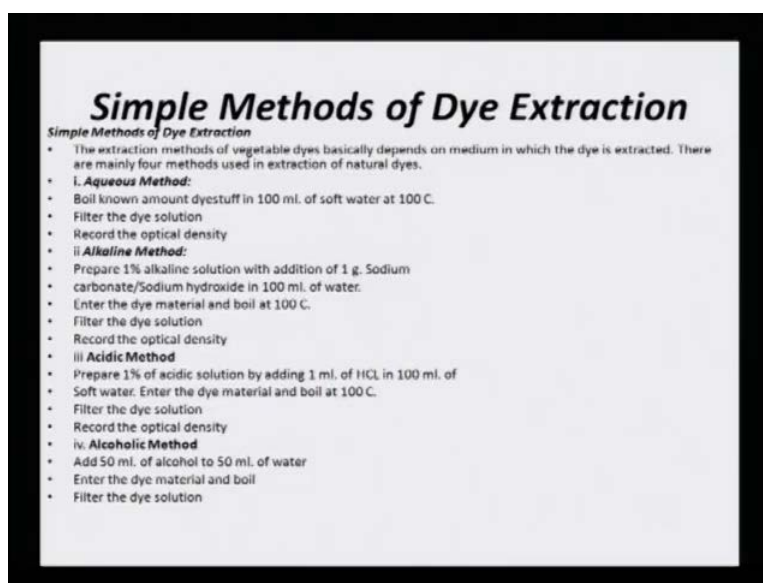 Simple Methods of Dye Extraction
Simple Methods of Dye Extraction
• The extraction methods of vegetable dyes basically depends on medium in which the dye is extracted. There
are mainly four methods used in extraction of natural dyes.
• i. Aqueous Method:
• Boil known amount dyestuff in 100 ml. of soft water at 100 C.
• Filter the dye solution
• Record the optical density
• ii Alkaline Method:
• Prepare 1% alkaline solution with addition of 1 g. Sodium
• carbonate/Sodium hydroxide in 100 ml. of water.
• Enter the dye material and boil at 100 C.
• Filter the dye solution
• Record the optical density
• iii Acidic Method
• Prepare 1% of acidic solution by adding 1 ml. of HCL in 100 ml. of
• Soft water. Enter the dye material and boil at 100 C.
• Filter the dye solution
• Record the optical density
• iv. Alcoholic Method
• Add 50 ml. of alcohol to 50 ml. of water
• Enter the dye material and boil
• Filter the dye solution